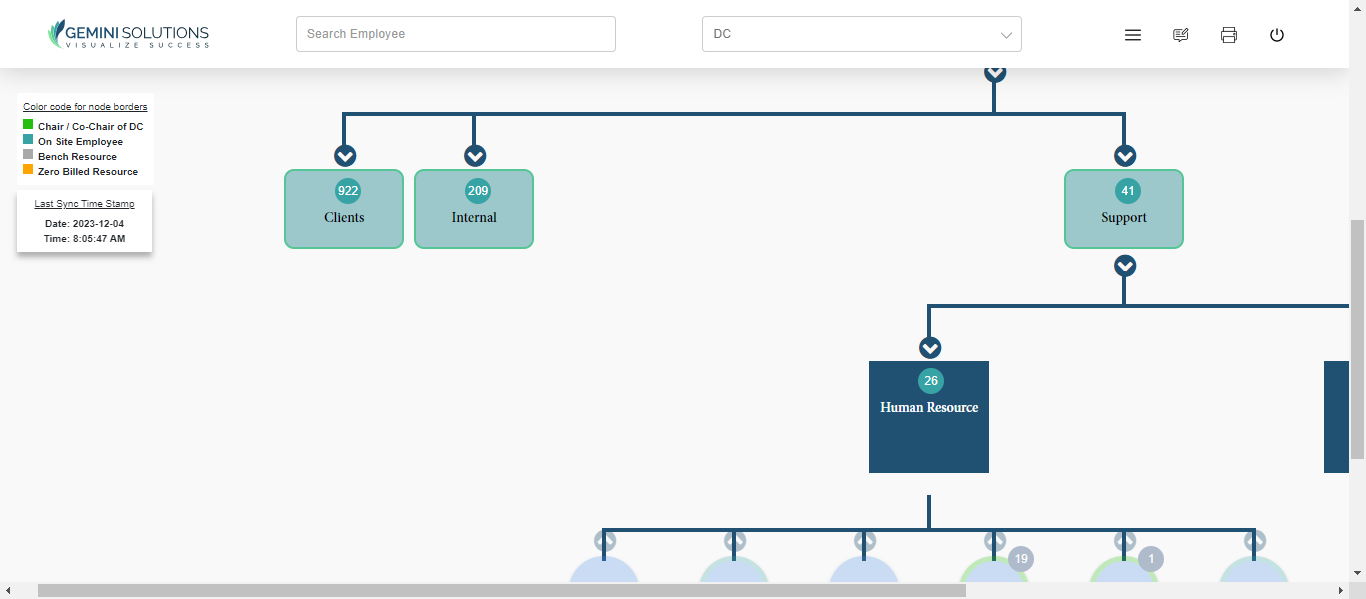 GEMINI SOLUTIONS
VISUALIZE SUCCESS
Search Employee
DC
Color code for node borders
Chair / Co-Chair of DC
On Site Employee
Bench Resource
Zero Billed Resource
Last Sync Time Stamp
Date: 2023-12-04
Time: 8:05:47 AM
922
Clients
209
Internal
41
Support
26
Human Resource
19
1